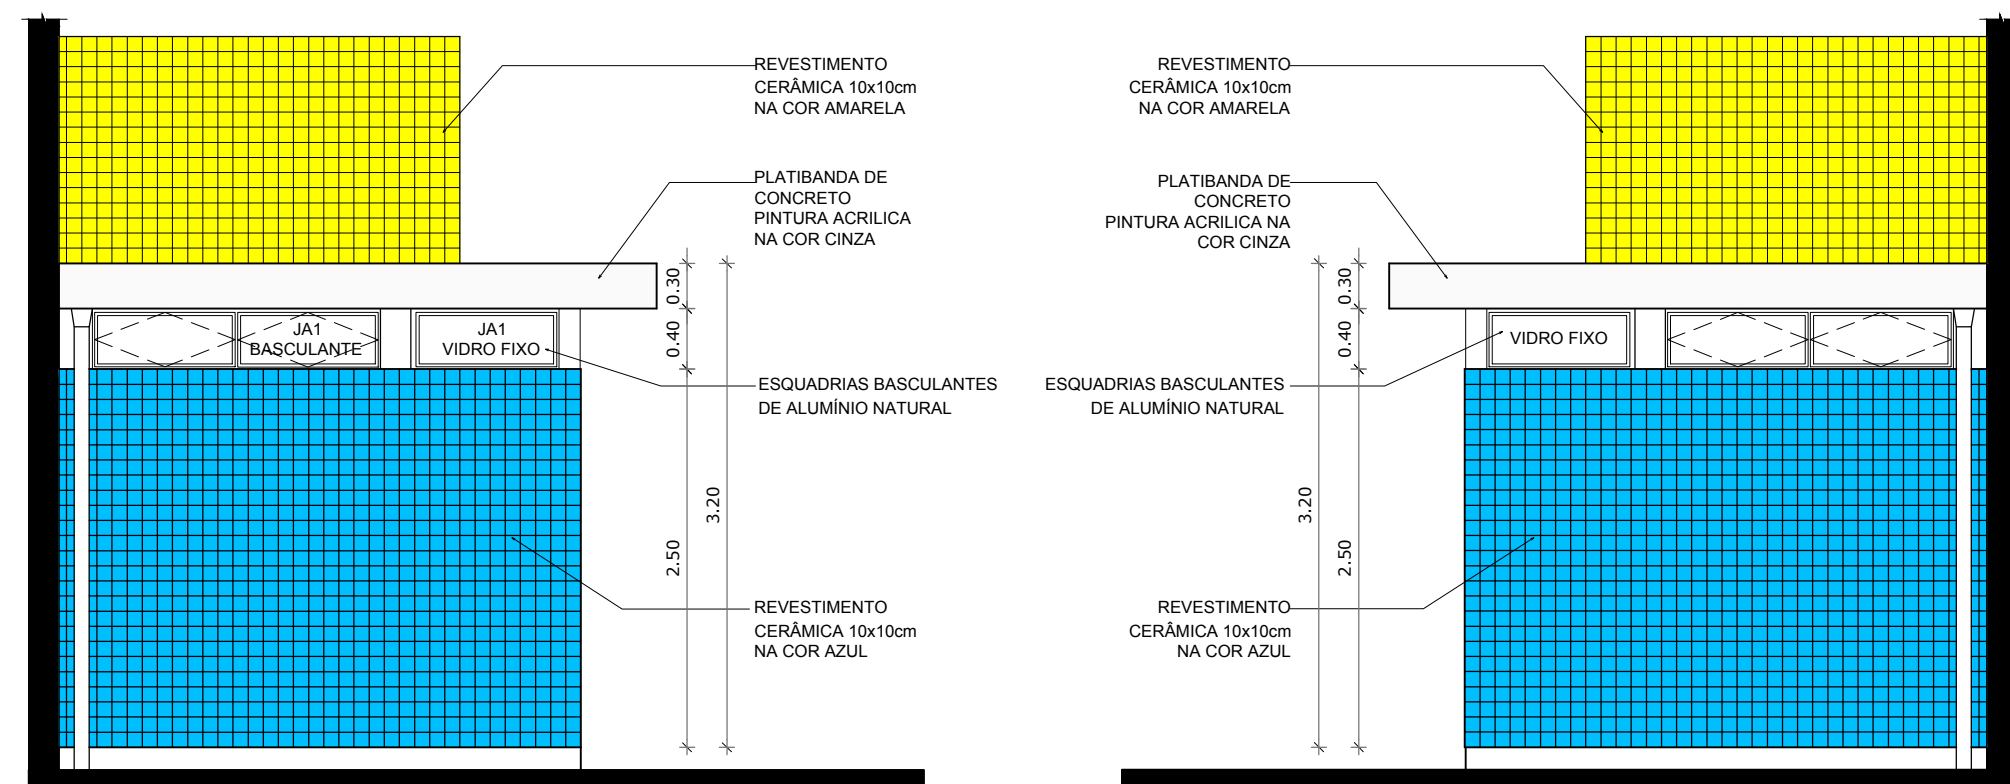 REVESTIMENTO
CERÂMICA 10x10cm
NA COR AMARELA
PLATIBANDA DE
CONCRETO
PINTURA ACRILICA
NA COR CINZA
0.30
0.40
3.20
2.50
JA1
BASCULANTE
JA1
VIDRO FIXO
ESQUADRIAS BASCULANTES
DE ALUMÍNIO NATURAL
REVESTIMENTO
CERÂMICA 10x10cm
NA COR AZUL
REVESTIMENTO
CERÂMICA 10x10cm
NA COR AMARELA
PLATIBANDA DE
CONCRETO
PINTURA ACRILICA NA
COR CINZA
0.30
0.40
3.20
2.50
VIDRO FIXO
ESQUADRIAS BASCULANTES
DE ALUMÍNIO NATURAL
REVESTIMENTO
CERÂMICA 10x10cm
NA COR AZUL